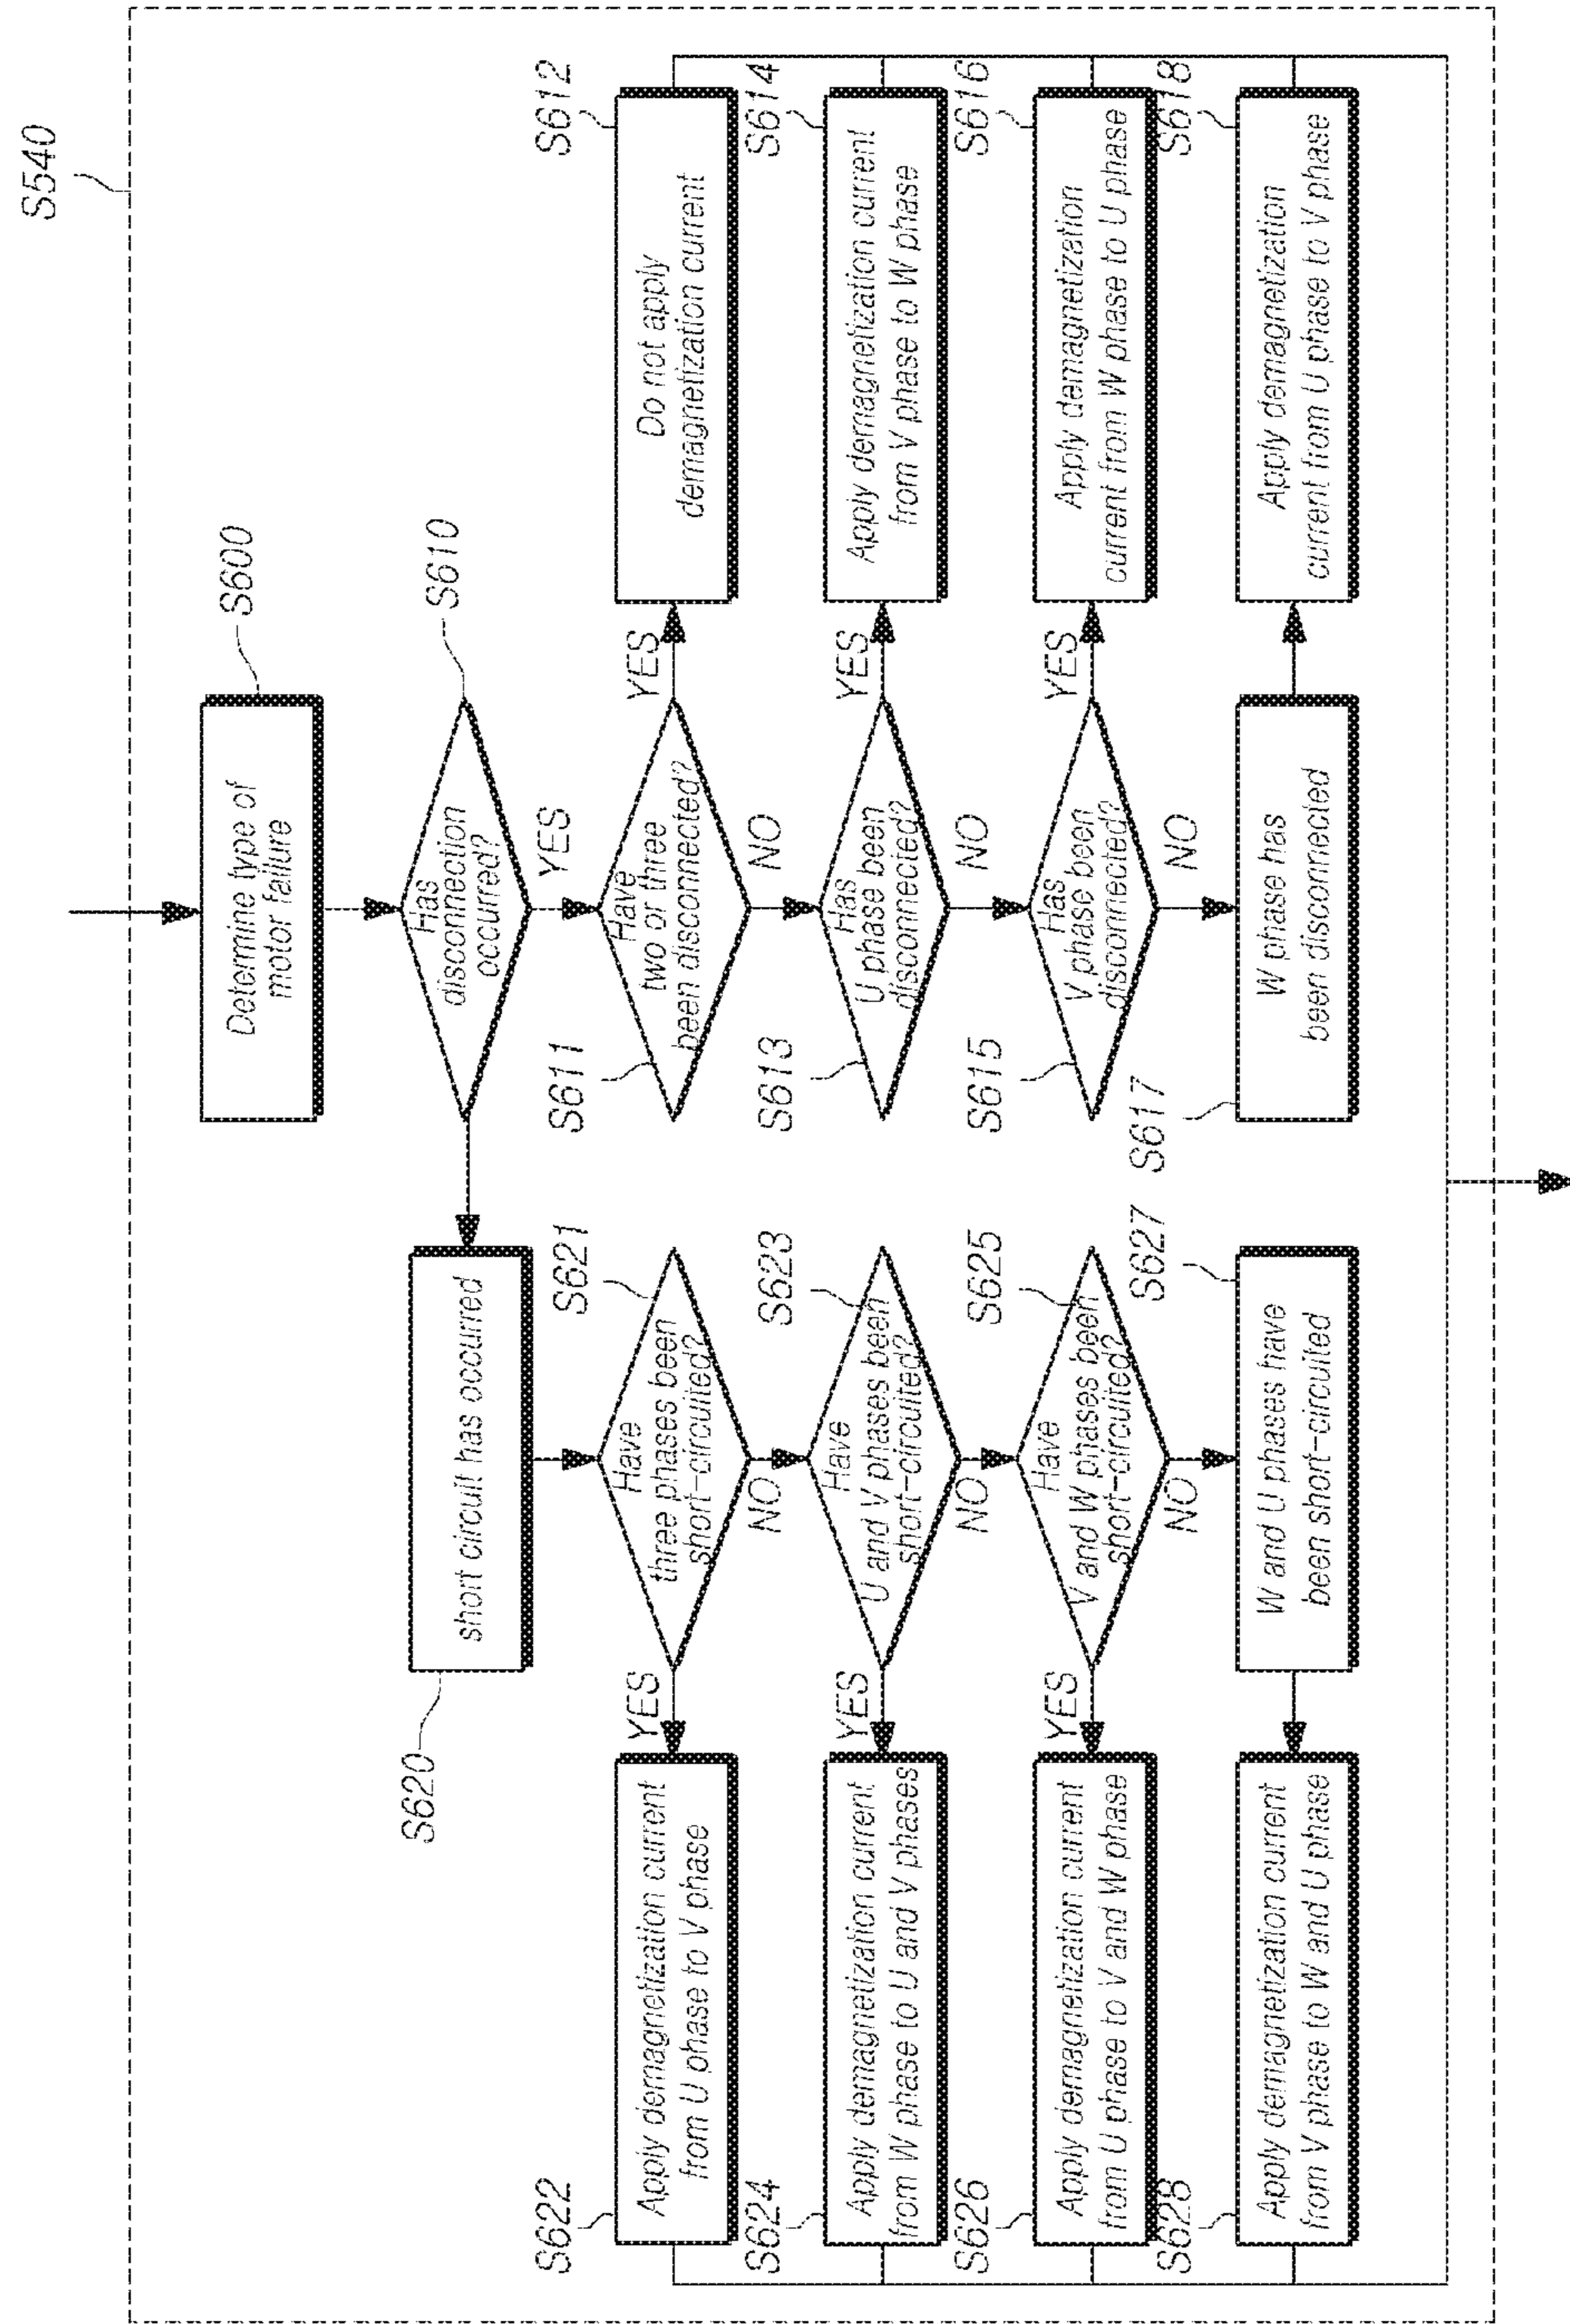 S540
Determine type of
motor failure
S600
Has
disconnection
occurred?
S610
YES
short circuit has occurred
S620
Have
two or three
been disconnected?
S611
YES
NO
Do not apply
demagnetization current
S612
Has
U phase been
disconnected?
S613
YES
NO
Apply demagnetization current
from V phase to W phase
S614
Has
V phase been
disconnected?
S615
YES
NO
Apply demagnetization
current from W phase to U phase
S616
W phase has
been disconnected
S617
Apply demagnetization
current from U phase to V phase
S618
Have
three phases been
short-circuited?
S621
YES
NO
Apply demagnetization current
from U phase to V phase
S622
Have
U and V phases been
short-circuited?
S623
YES
NO
Apply demagnetization current
from W phase to U and V phases
S624
Have
V and W phases been
short-circuited?
S625
YES
NO
Apply demagnetization current
from U phase to V and W phase
S626
W and U phases have
been short-circuited
S627
Apply demagnetization current
from V phase to W and U phase
S628